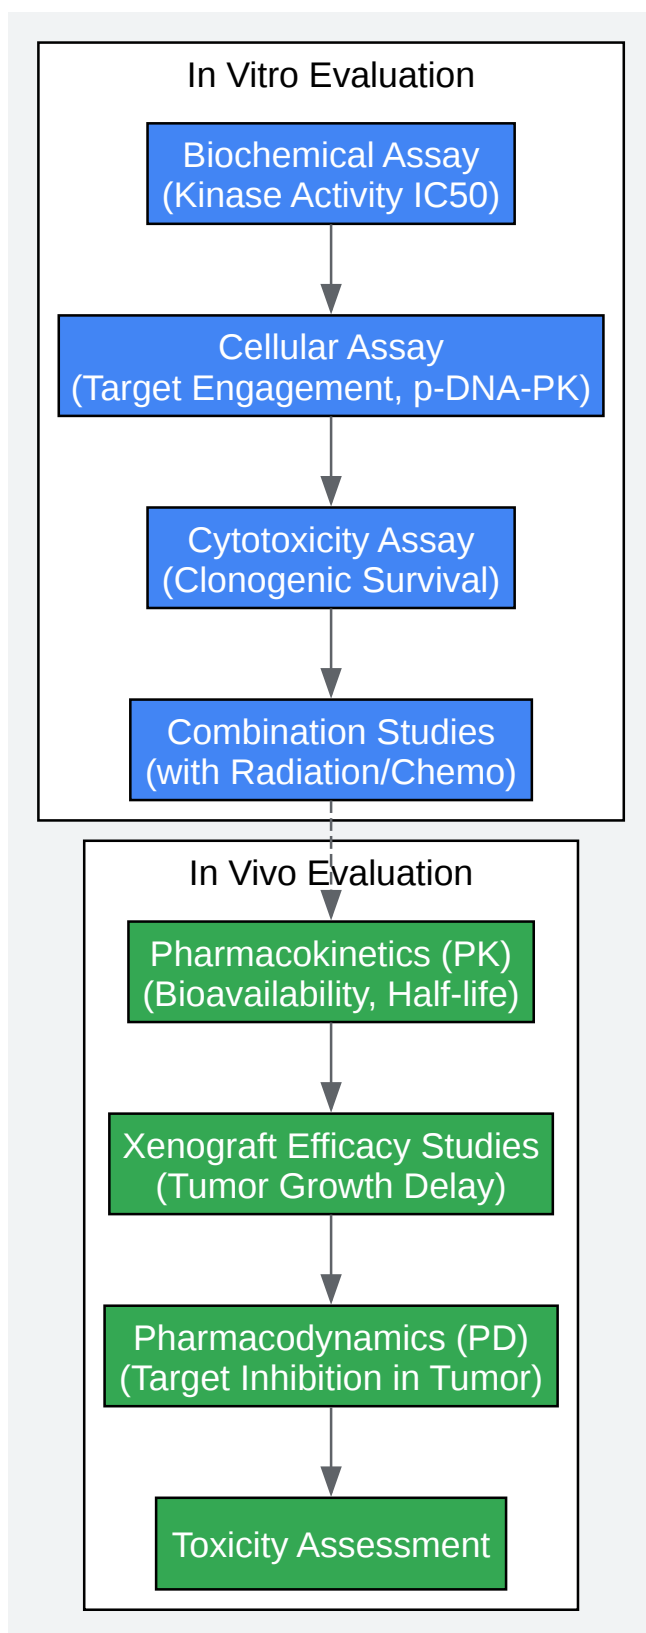 In Vitro Evaluation
Biochemical Assay
(Kinase Activity IC50)
Cellular Assay
(Target Engagement, p-DNA-PK)
Cytotoxicity Assay
(Clonogenic Survival)
Combination Studies
(with Radiation/Chemo)
In Vivo Evaluation
Pharmacokinetics (PK)
(Bioavailability, Half-life)
Xenograft Efficacy Studies
(Tumor Growth Delay)
Pharmacodynamics (PD)
(Target Inhibition in Tumor)
Toxicity Assessment